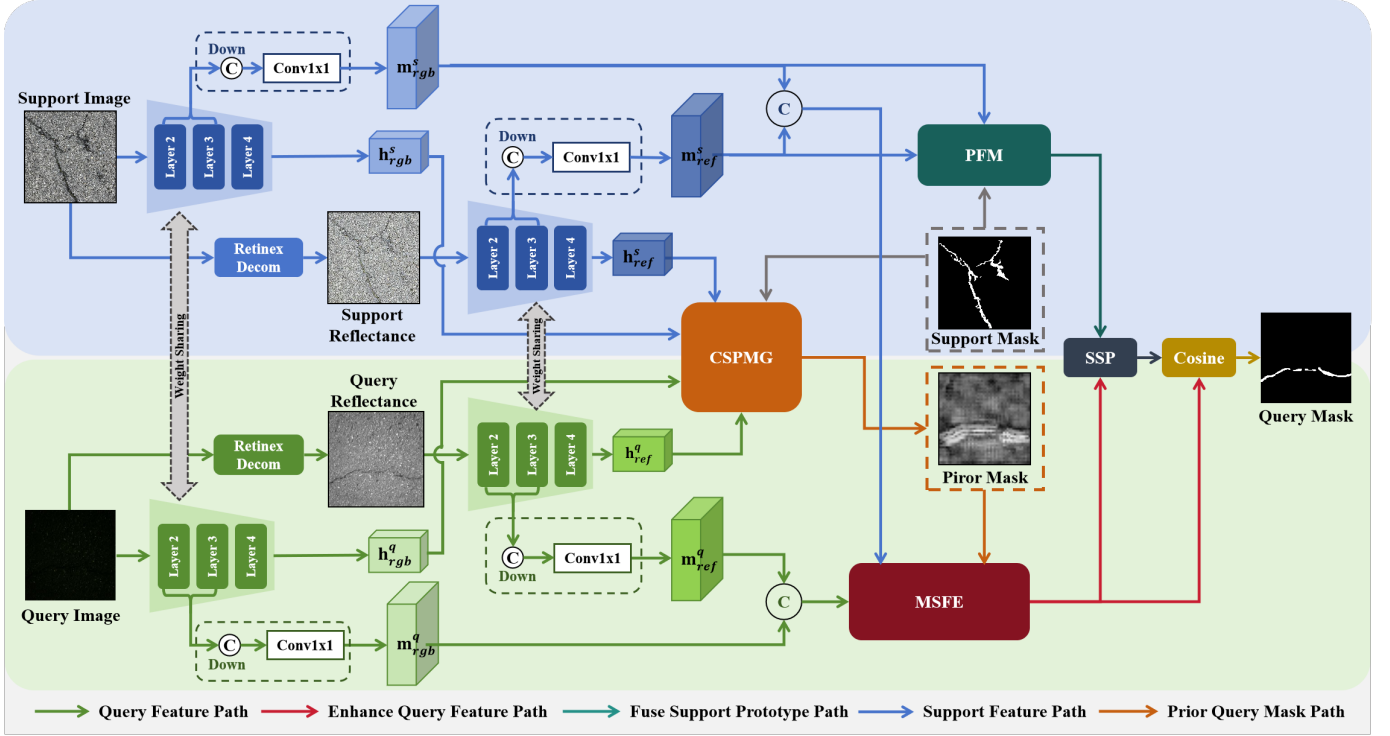 Down
C
Conv1x1
m^s_rgb
Support Image
Layer 2
Layer 3
Layer 4
h^s_rgb
Down
C
Conv1x1
m^s_ref
C
PFM
Retinex
Decom
Support
Reflectance
Layer 2
Layer 3
Layer 4
h^s_ref
Weight Sharing
Weight Sharing
CSPMG
Support Mask
SSP
Cosine
Query Mask
Query
Reflectance
Retinex
Decom
Layer 2
Layer 3
Layer 4
h^q_ref
Piror Mask
Query Image
Layer 2
Layer 3
Layer 4
h^q_rgb
C
Down
Conv1x1
m^q_ref
C
MSFE
C
Down
Conv1x1
m^q_rgb
Query Feature Path
Enhance Query Feature Path
Fuse Support Prototype Path
Support Feature Path
Prior Query Mask Path